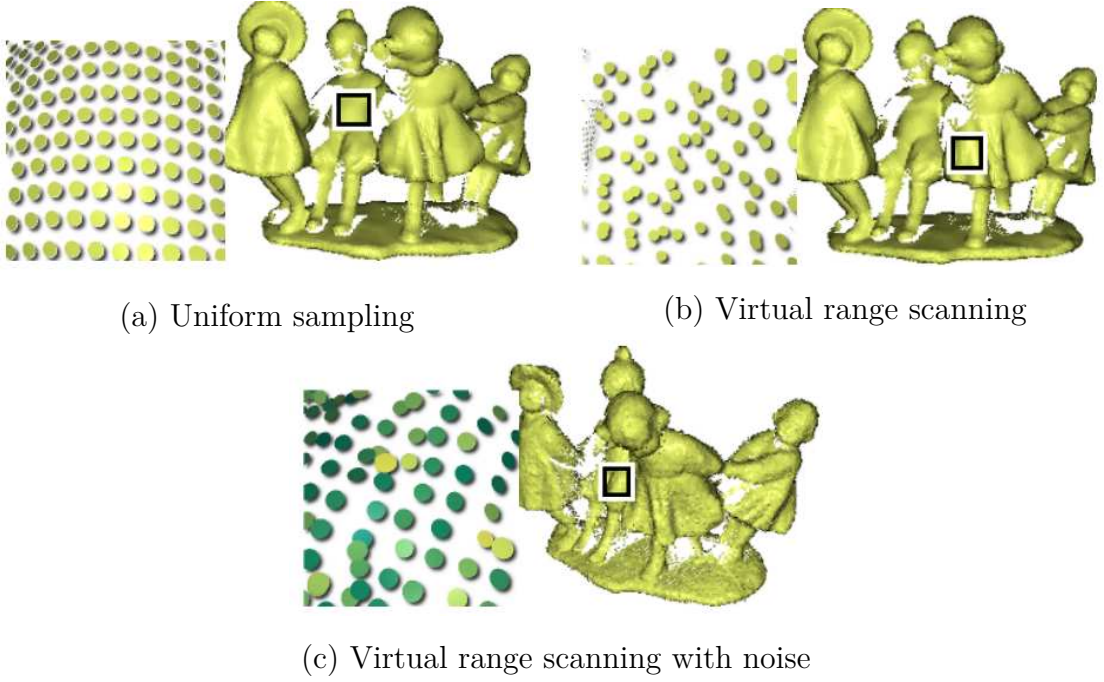 (a) Uniform sampling
(b) Virtual range scanning
(c) Virtual range scanning with noise